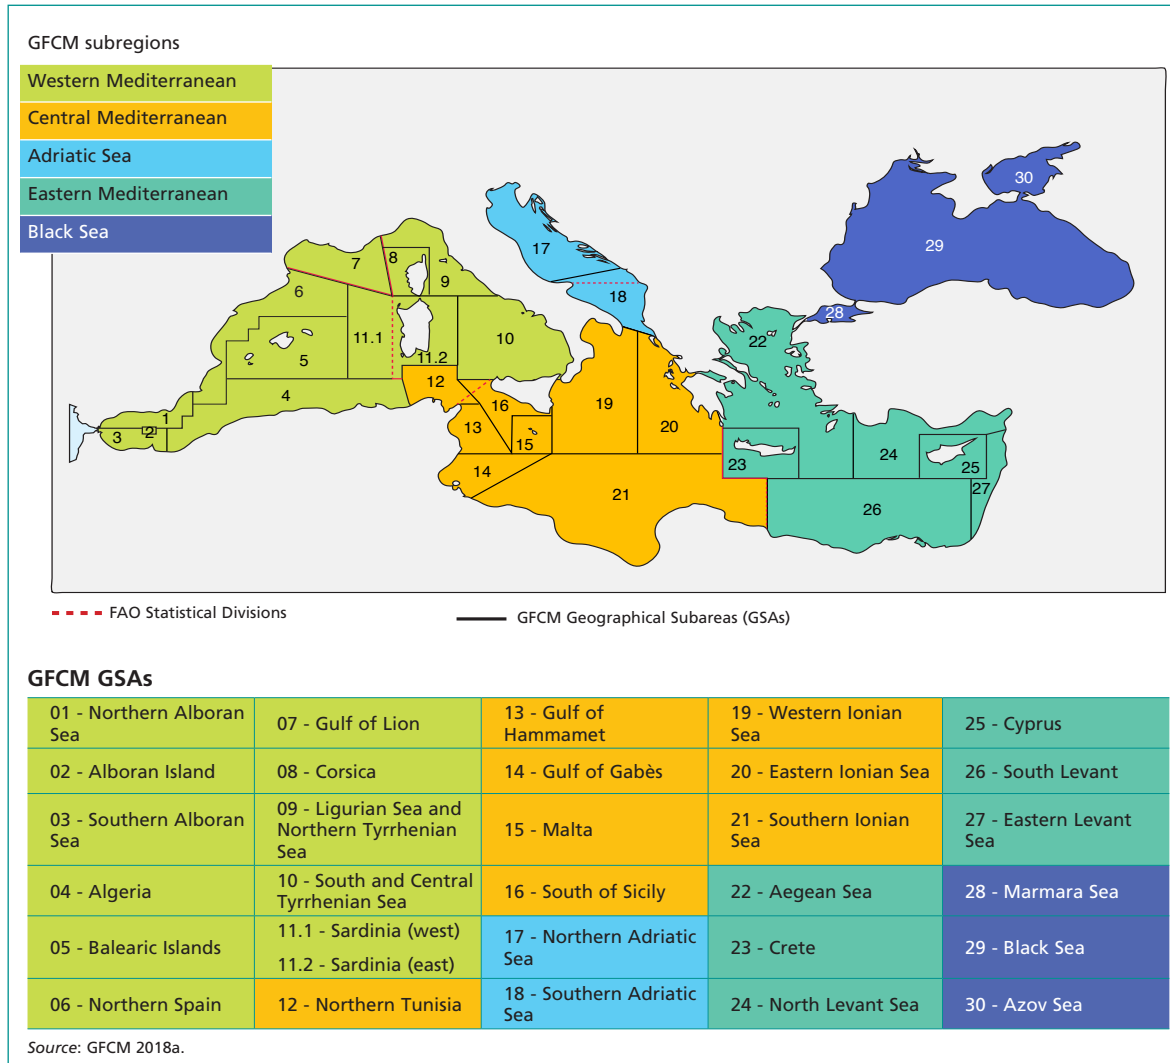 GFCM subregions
Western Mediterranean
Central Mediterranean
Adriatic Sea
Eastern Mediterranean
Black Sea
30
29
28
17
18
7
8
9
6
11.1
11.2
10
5
4
12
1
2
3
16
13
15
14
19
20
21
22
23
24
25
26
27
FAO Statistical Divisions
GFCM Geographical Subareas (GSAs)
GFCM GSAs
01 - Northern Alboran
Sea
07 - Gulf of Lion
13 - Gulf of
Hammamet
19 - Western Ionian
Sea
25 - Cyprus
02 - Alboran Island
08 - Corsica
14 - Gulf of Gabès
20 - Eastern Ionian Sea
26 - South Levant
03 - Southern Alboran
Sea
09 - Ligurian Sea and
Northern Tyrrhenian
Sea
15 - Malta
21 - Southern Ionian
Sea
27 - Eastern Levant
Sea
04 - Algeria
10 - South and Central
Tyrrhenian Sea
16 - South of Sicily
22 - Aegean Sea
28 - Marmara Sea
05 - Balearic Islands
11.1 - Sardinia (west)
11.2 - Sardinia (east)
17 - Northern Adriatic
Sea
23 - Crete
29 - Black Sea
06 - Northern Spain
12 - Northern Tunisia
18 - Southern Adriatic
Sea
24 - North Levant Sea
30 - Azov Sea
Source: GFCM 2018a.